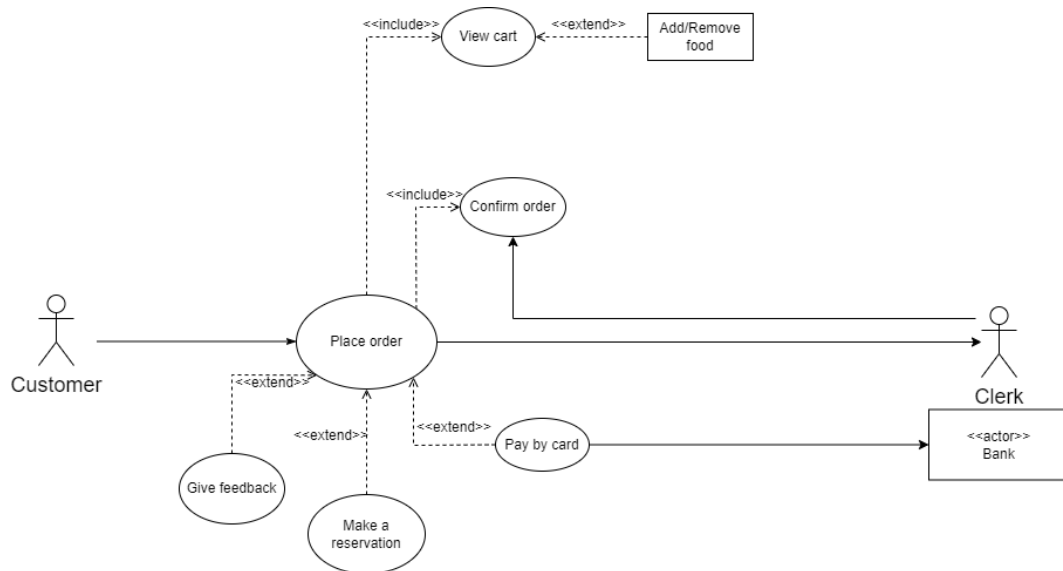 <<include>>
View cart
<<extend>>
Add/Remove
food
<<include>>
Confirm order
Place order
Customer
Clerk
<<extend>>
<<extend>>
<<extend>>
Pay by card
<<actor>>
Bank
Give feedback
Make a
reservation